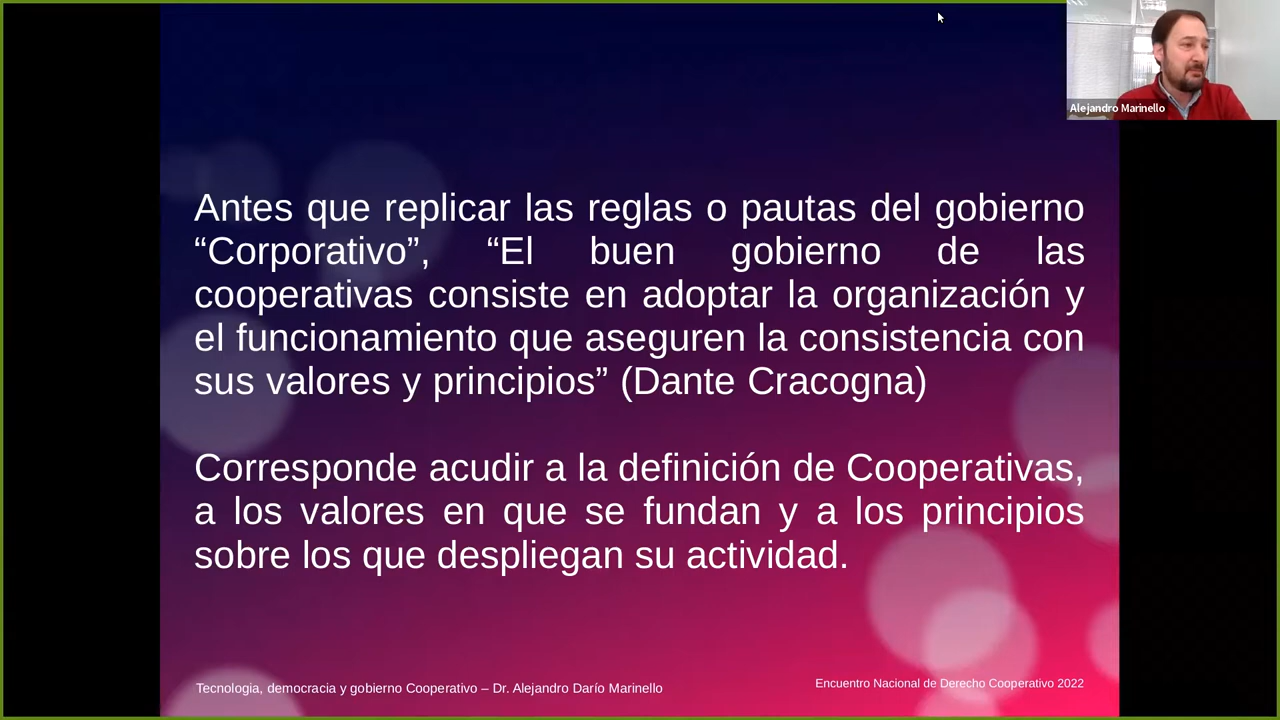 Alejandro Marinello
Antes que replicar las reglas o pautas del gobierno
“Corporativo”, “El buen gobierno de las
cooperativas consiste en adoptar la organización y
el funcionamiento que aseguren la consistencia con
sus valores y principios” (Dante Cracogna)
Corresponde acudir a la definición de Cooperativas,
a los valores en que se fundan y a los principios
sobre los que despliegan su actividad.
Tecnologia, democracia y gobierno Cooperativo – Dr. Alejandro Darío Marinello
Encuentro Nacional de Derecho Cooperativo 2022